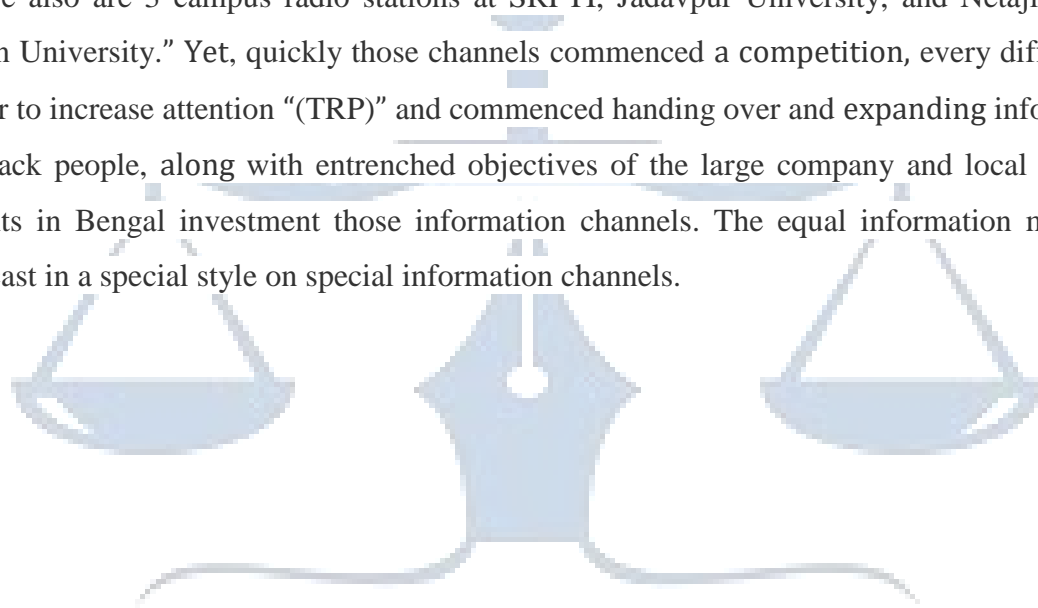 also are 3 campus radio stations at SRFTI, Jadavpur University, and Netaji
University.” Yet, quickly those channels commenced a competition, every
to increase attention “(TRP)” and commenced handing over and expanding
people, along with entrenched objectives of the large company and local
in Bengal investment those information channels. The equal information
in a special style on special information channels.